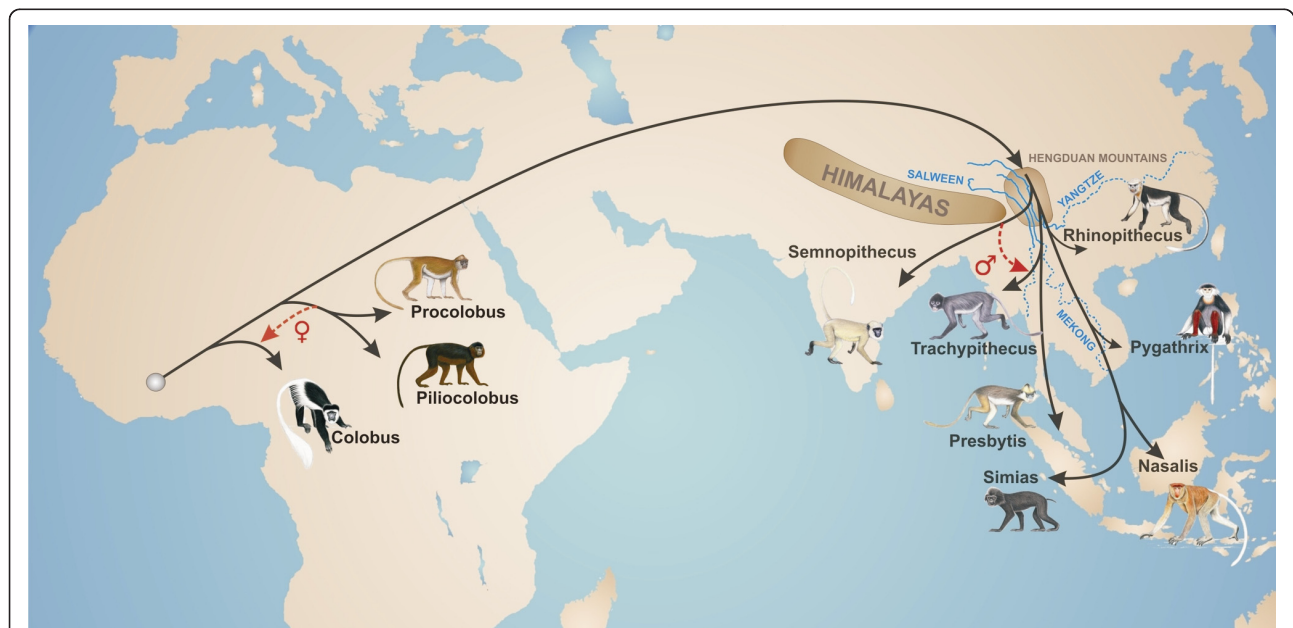 HENGDUAN MOUNTAINS
SALWEEN
HIMALAYAS
YANGTZE
Rhinopithecus
Semnopithecus
♂
Procolobus
MEKONG
♀
Trachypithecus
Pygathrix
Piliocolobus
Presbytis
Colobus
Nasalis
Simias